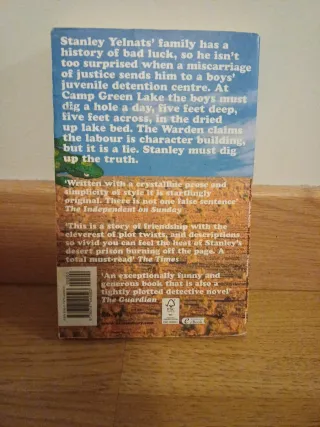 Stanley Yelnats' family has a
history of bad luck, so he isn't
too surprised when a miscarriage
of justice sends him to a boys'
juvenile detention centre. At
Camp Green Lake the boys must
dig a hole a day, five feet deep,
five feet across, in the dried
up lake bed. The Warden claims
the labour is character building,
but it is a lie. Stanley must dig
up the truth.
'Written with a crystalline prose and
simplicity of style it is startlingly
original. There is not one false sentence'
The Independent on Sunday
'This is a story of friendship with the
cleverest of plot twists, and descriptions
so vivid you can feel the heat of Stanley's
desert prison burning off the page. A
total must-read' The Times
'An exceptionally funny and
generous book that is also a
tightly plotted detective novel'
The Guardian
FSC